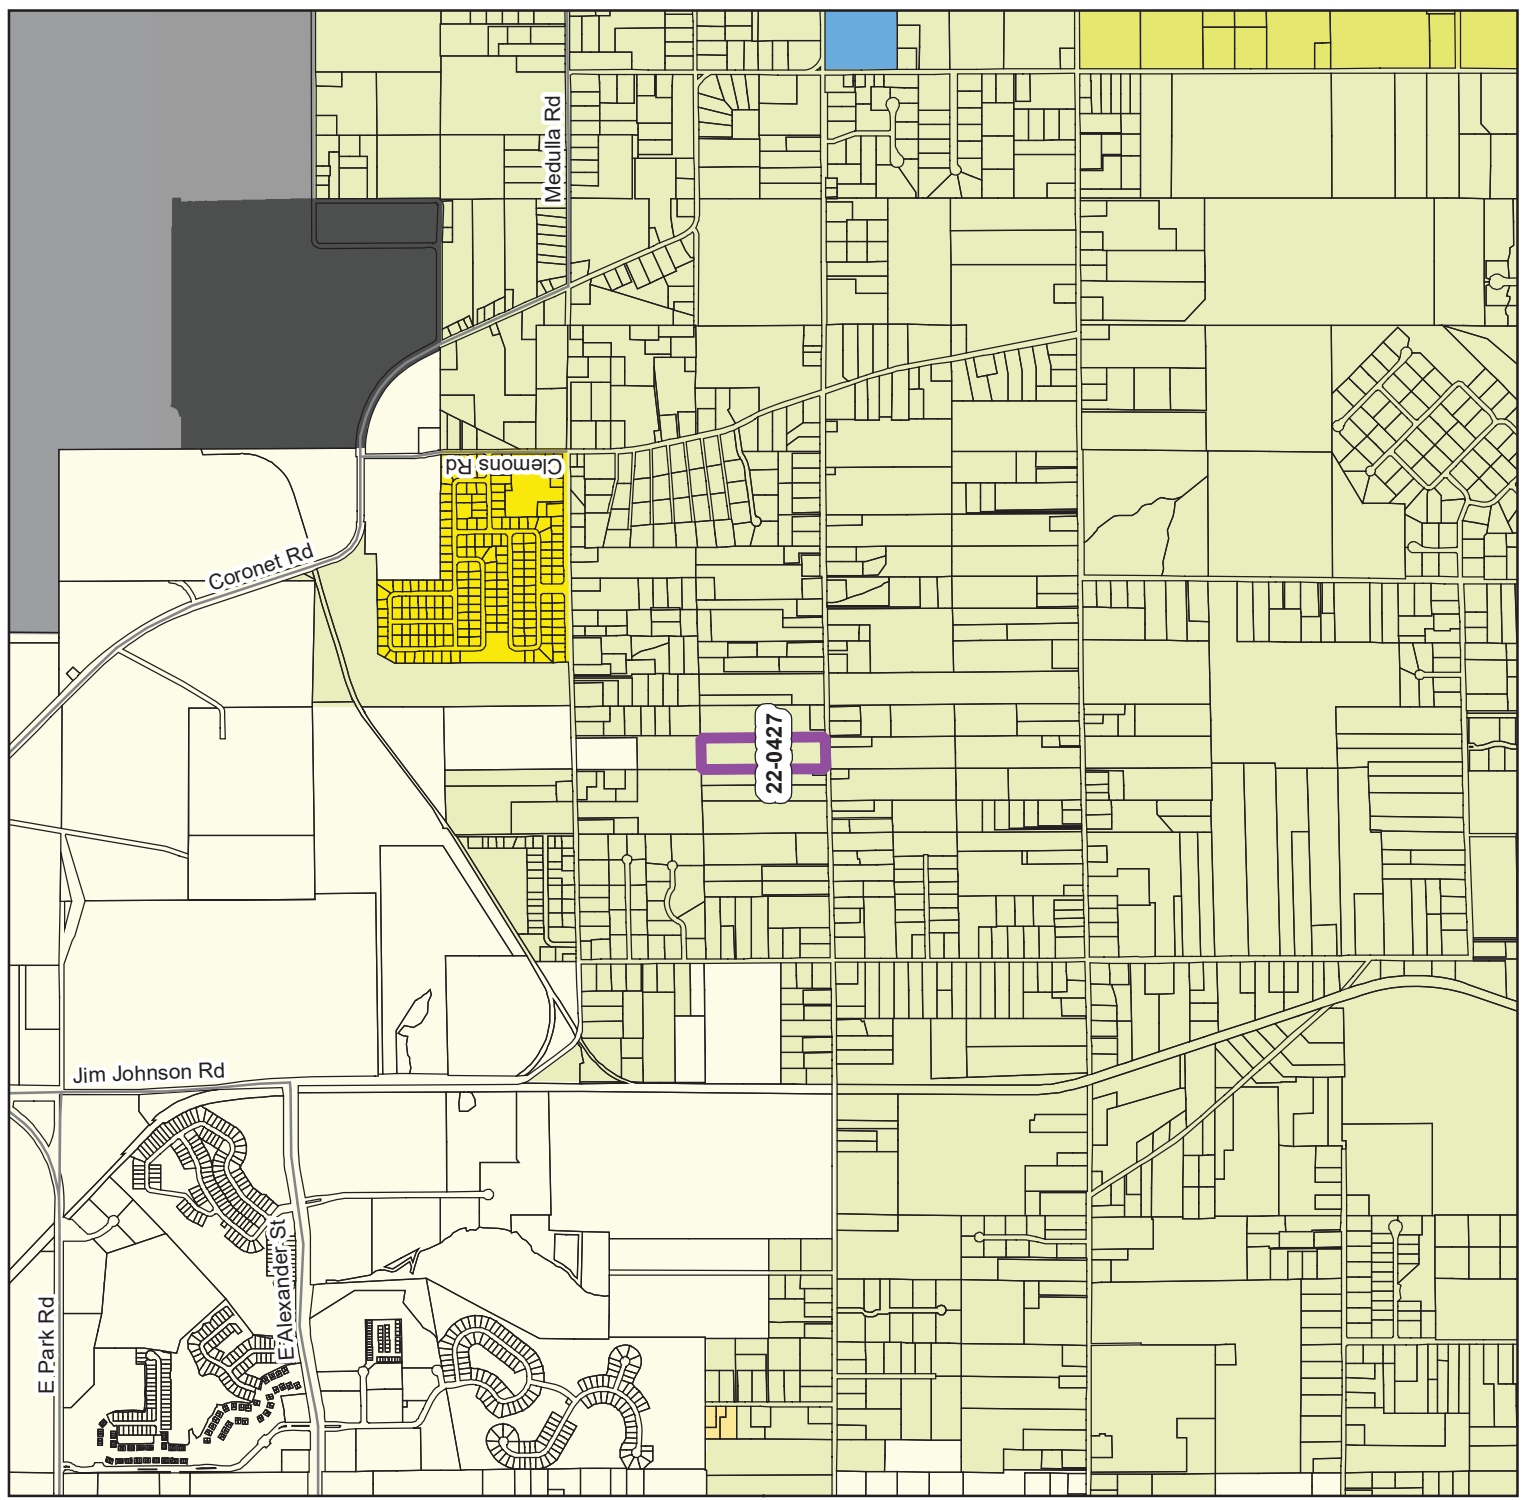 Medulla Rd
Clemons Rd
Coronet Rd
22-0427
Jim Johnson Rd
E Alexander St
E Park Rd